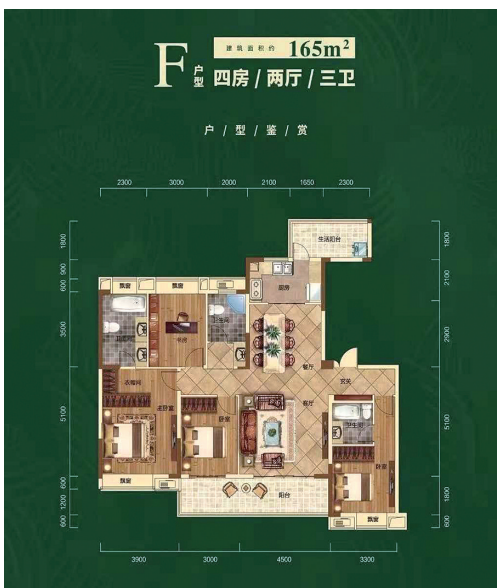 建筑面积约 165m²
F户型 四房/两厅/三卫
户/型/鉴/赏
2300 3000 2000 2100 1650 2300
1800 900 600 3500 5100 600 1200 600
1800 2100 2900 5100 1800 600
生活阳台
厨房
飘窗 飘窗
卫生间
书房
卫生间
餐厅
衣帽间
玄关
主卧室
卧室
客厅
卫生间
卧室
飘窗
阳台
飘窗
3900 3000 4500 3300